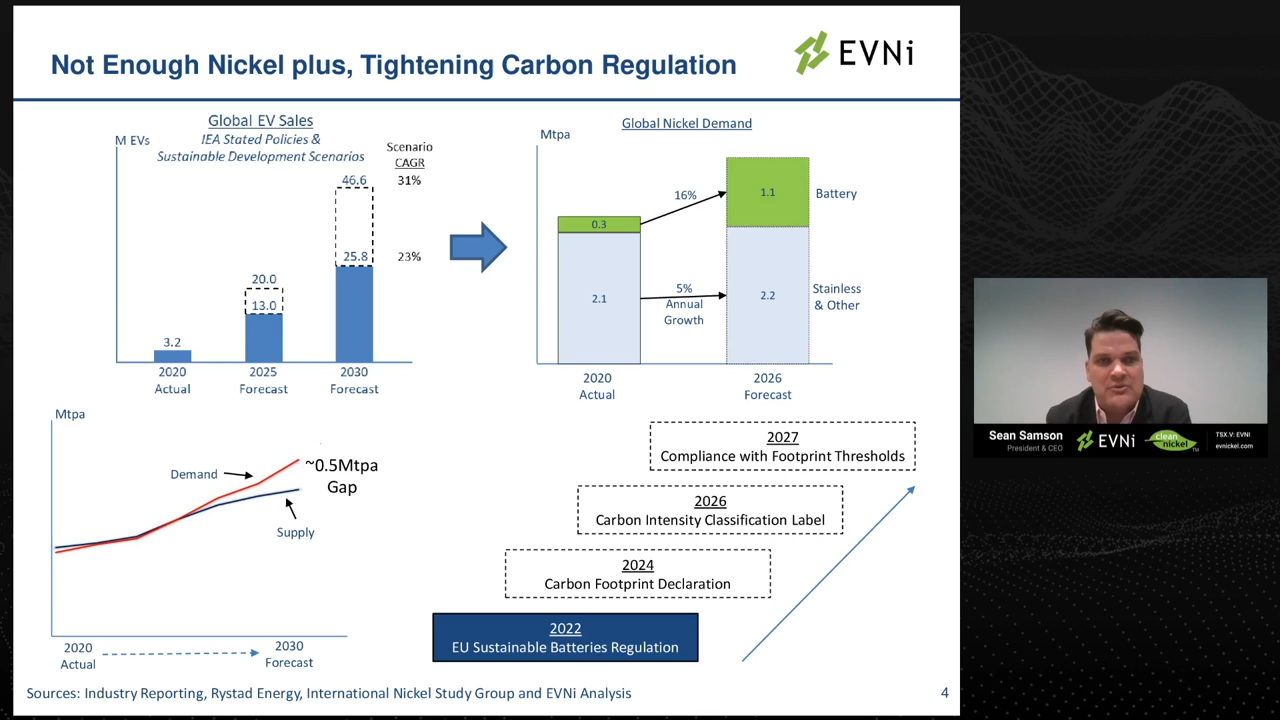 Not Enough Nickel plus, Tightening Carbon Regulation
EVNi
Global EV Sales
IEA Stated Policies &
Sustainable Development Scenarios
M EVs
Scenario
CAGR
46.6
31%
25.8
23%
20.0
13.0
3.2
2020
Actual
2025
Forecast
2030
Forecast
Global Nickel Demand
Mtpa
16%
1.1
Battery
0.3
2.1
5%
Annual
Growth
2.2
Stainless
& Other
2020
Actual
2026
Forecast
Mtpa
Demand
~0.5Mtpa
Gap
Supply
2020
Actual
2030
Forecast
2027
Compliance with Footprint Thresholds
2026
Carbon Intensity Classification Label
2024
Carbon Footprint Declaration
2022
EU Sustainable Batteries Regulation
Sources: Industry Reporting, Rystad Energy, International Nickel Study Group and EVNi Analysis
4
Sean Samson
President & CEO
EVNi
clean
nickel
TM
TSX.V: EVNI
evnickel.com